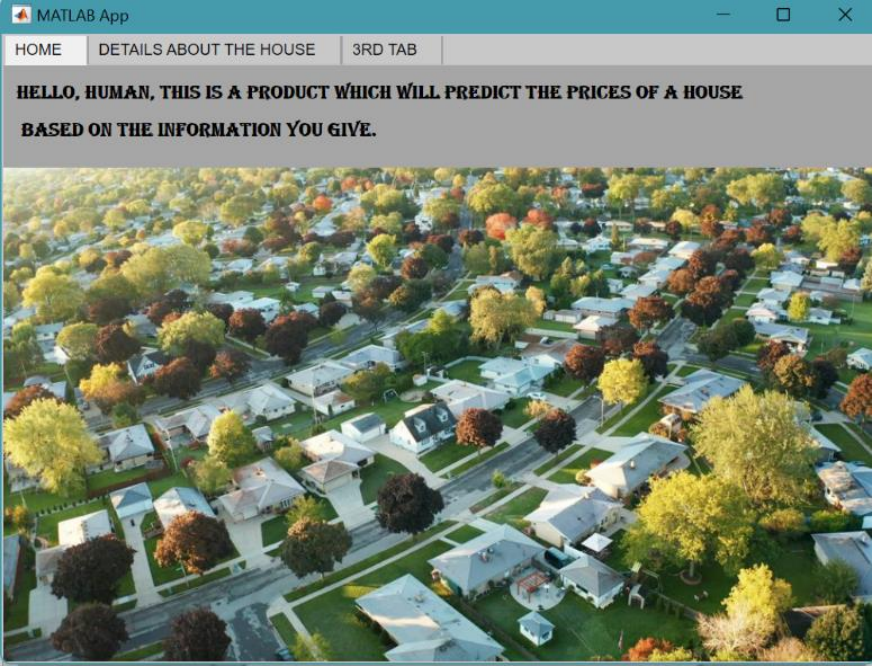 MATLAB App
HOME DETAILS ABOUT THE HOUSE 3RD TAB
HELLO, HUMAN, THIS IS A PRODUCT WHICH WILL PREDICT THE PRICES OF A HOUSE
BASED ON THE INFORMATION YOU GIVE.